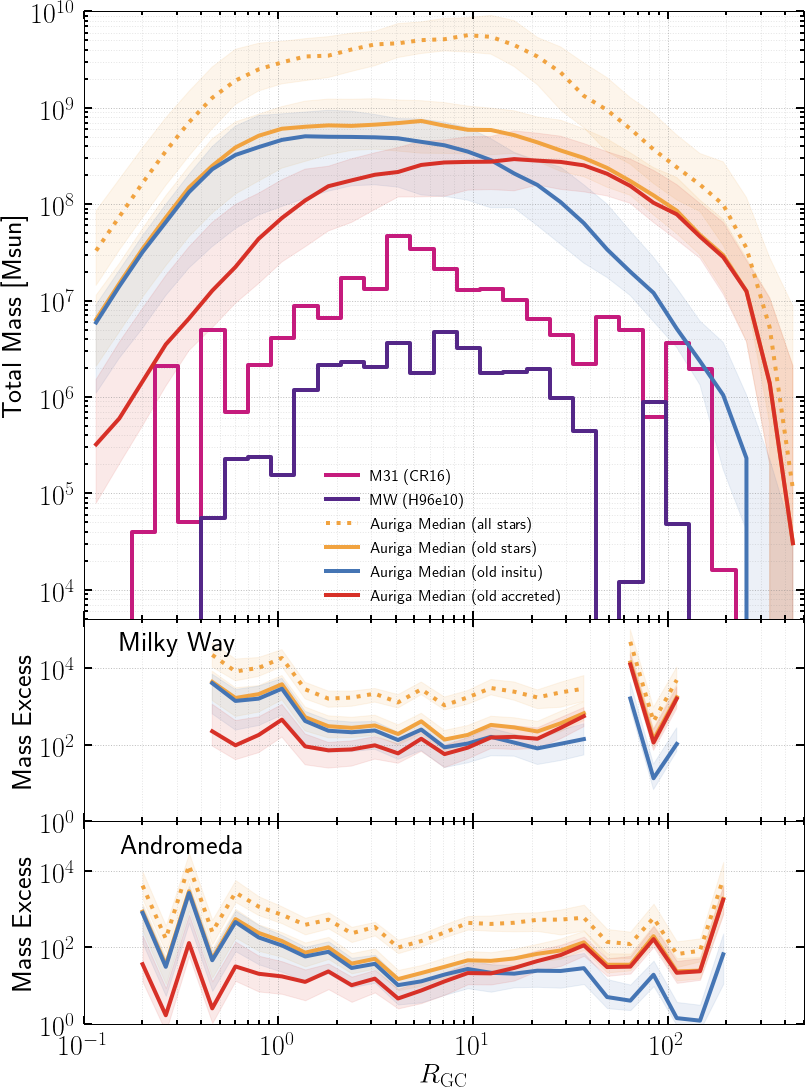 10^10
10^9
10^8
10^7
10^6
10^5
10^4
Total Mass [Msun]
M31 (CR16)
MW (H96e10)
Auriga Median (all stars)
Auriga Median (old stars)
Auriga Median (old insitu)
Auriga Median (old accreted)
Milky Way
10^4
10^2
10^0
Mass Excess
Andromeda
10^4
10^2
10^0
Mass Excess
10^−1 10^0 10^1 10^2
R_GC